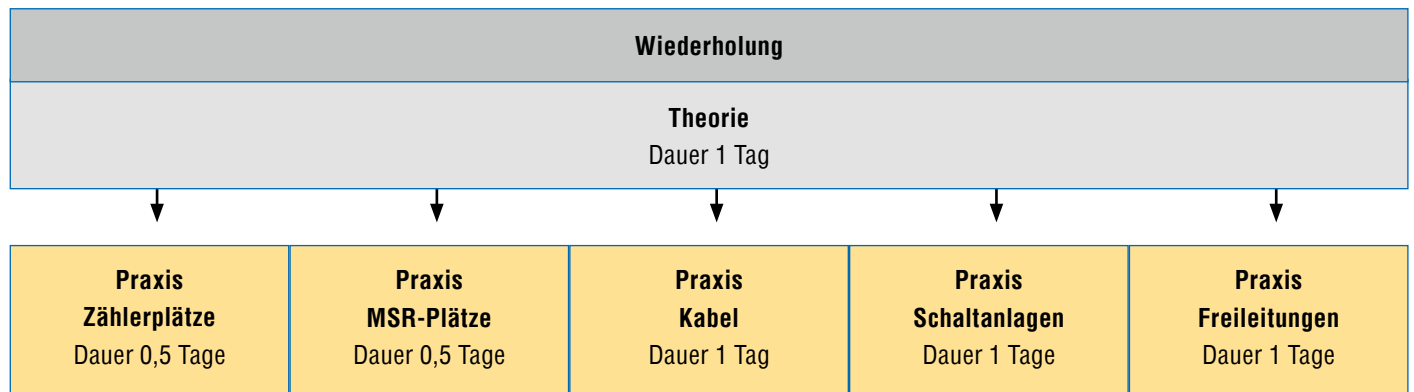 Wiederholung
Theorie
Dauer 1 Tag
Praxis
Zählerplätze
Dauer 0,5 Tage
Praxis
MSR-Plätze
Dauer 0,5 Tage
Praxis
Kabel
Dauer 1 Tag
Praxis
Schaltanlagen
Dauer 1 Tage
Praxis
Freileitungen
Dauer 1 Tage